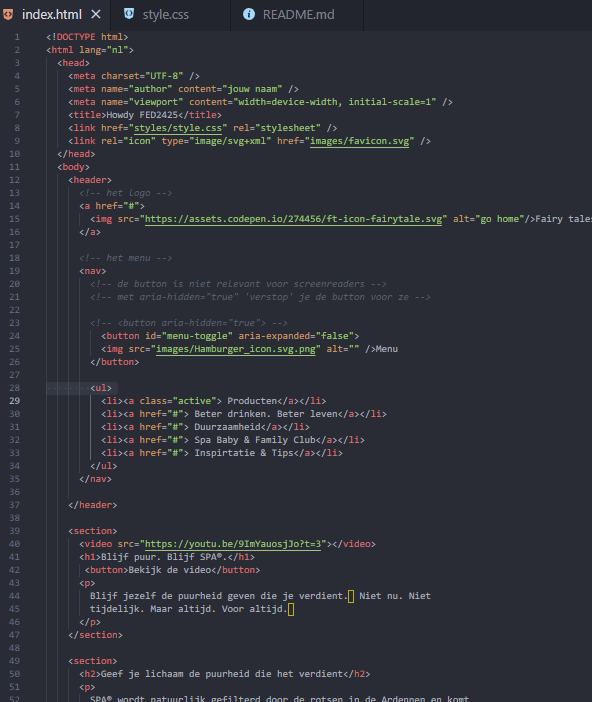 index.html × style.css README.md
1 <!DOCTYPE html>
2 <html lang="nl">
3 <head>
4 <meta charset="UTF-8" />
5 <meta name="author" content="jouw naam" />
6 <meta name="viewport" content="width=device-width, initial-scale=1" />
7 <title>Howdy FED2425</title>
8 <link href="styles/style.css" rel="stylesheet" />
9 <link rel="icon" type="image/svg+xml" href="images/favicon.svg" />
10 </head>
11 <body>
12 <header>
13 <!-- het logo -->
14 <a href="#">
15 <img src="https://assets.codepen.io/274456/ft-icon-fairytale.svg" alt="go home"/>Fairy tales
16 </a>
17
18 <!-- het menu -->
19 <nav>
20 <!-- de button is niet relevant voor screenreaders -->
21 <!-- met aria-hidden="true" 'verstop' je de button voor ze -->
22
23 <!-- <button aria-hidden="true"> -->
24 <button id="menu-toggle" aria-expanded="false">
25 <img src="images/Hamburger_icon.svg.png" alt="" />Menu
26 </button>
27
28 <ul>
29 <li><a class="active"> Producten</a></li>
30 <li><a href="#"> Beter drinken. Beter leven</a></li>
31 <li><a href="#"> Duurzaamheid</a></li>
32 <li><a href="#"> Spa Baby & Family Club</a></li>
33 <li><a href="#"> Inspirtatie & Tips</a></li>
34 </ul>
35 </nav>
36
37 </header>
38
39 <section>
40 <video src="https://youtu.be/9ImYauosjJo?t=3"></video>
41 <h1>Blijf puur. Blijf SPA®.</h1>
42 <button>Bekijk de video</button>
43 <p>
44 Blijf jezelf de puurheid geven die je verdient. Niet nu. Niet
45 tijdelijk. Maar altijd. Voor altijd.
46 </p>
47 </section>
48
49 <section>
50 <h2>Geef je lichaam de puurheid die het verdient</h2>
51 <p>
52 SPA® wordt natuurlijk gefilterd door de rotsen in de Ardennen en komt